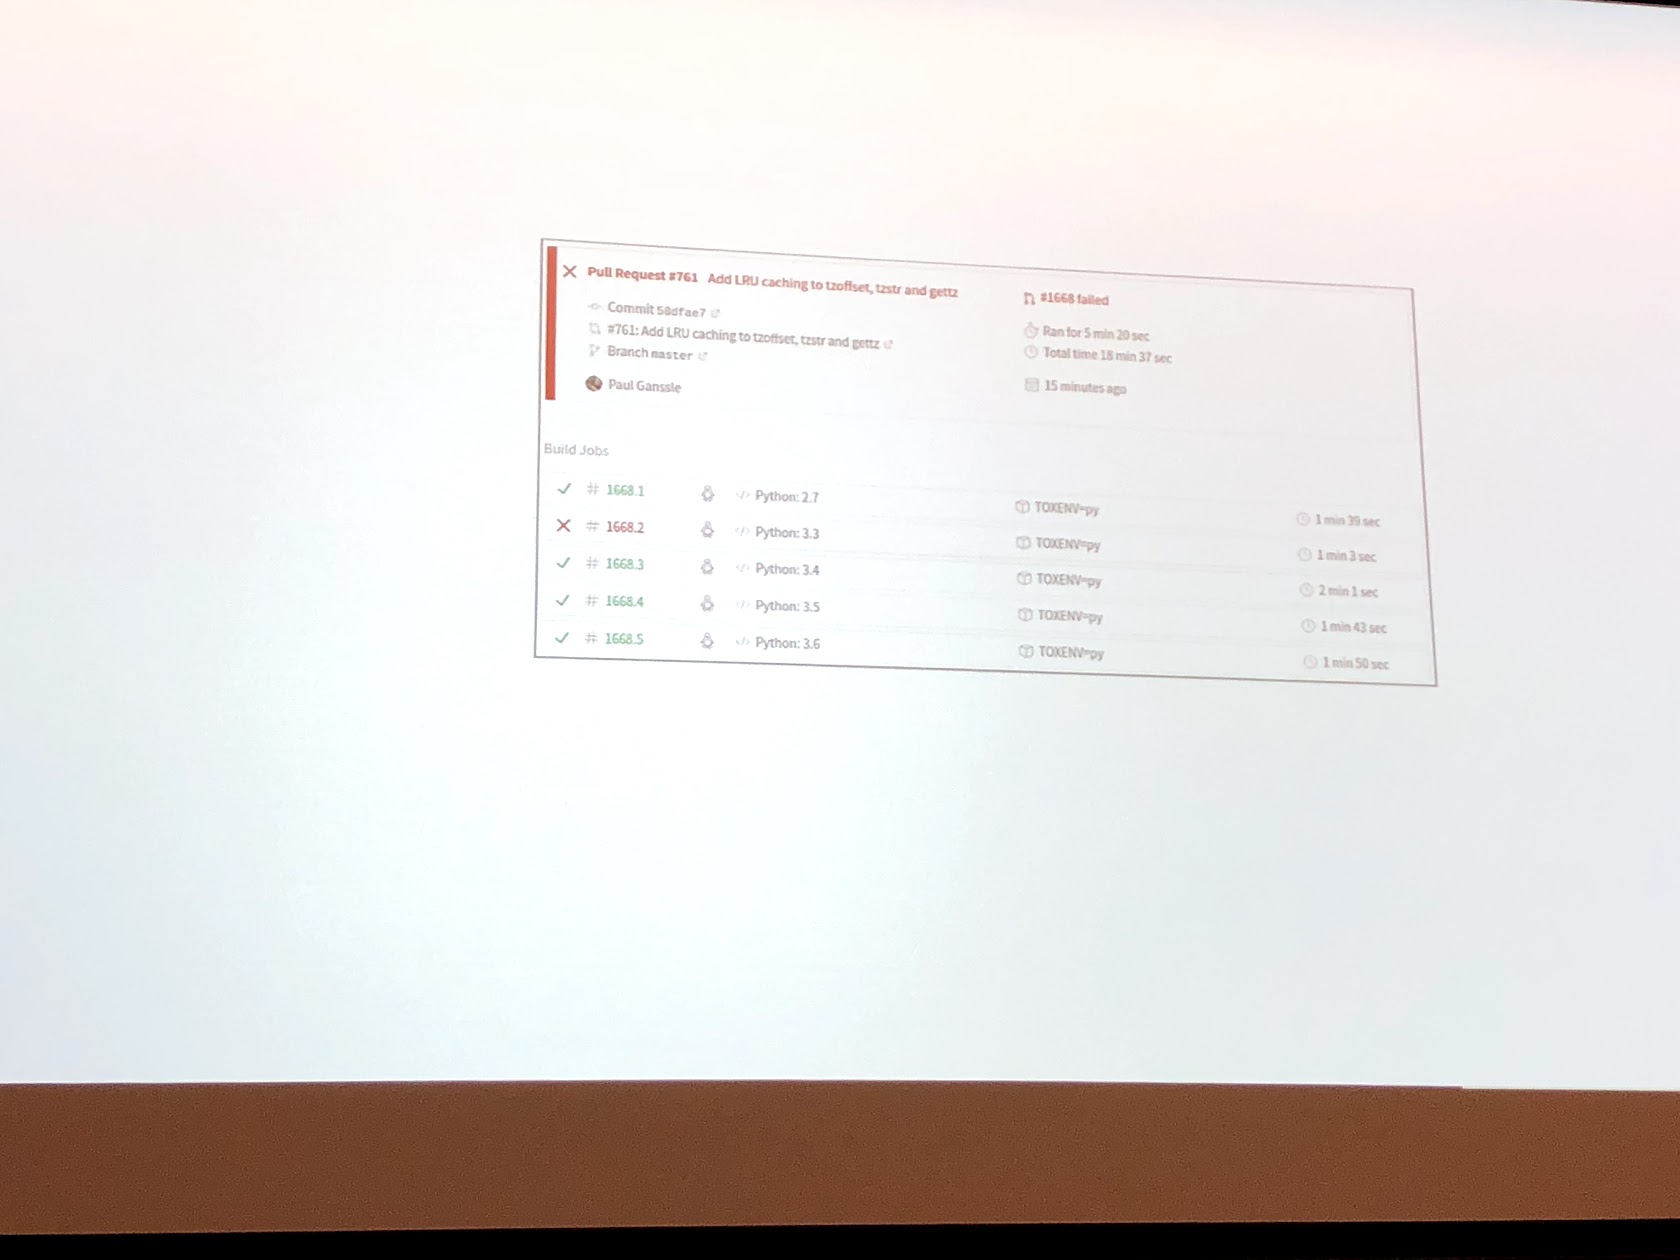 Pull Request #761 Add LRU caching to tzoffset, tzstr and gettz
#1668 failed
Commit 58dfae7
Ran for 5 min 20 sec
#761: Add LRU caching to tzoffset, tzstr and gettz
Total time 18 min 37 sec
Branch master
Paul Ganssle
15 minutes ago
Build Jobs
# 1668.1 </> Python: 2.7 TOXENV=py 1 min 39 sec
# 1668.2 </> Python: 3.3 TOXENV=py 1 min 3 sec
# 1668.3 </> Python: 3.4 TOXENV=py 2 min 1 sec
# 1668.4 </> Python: 3.5 TOXENV=py 1 min 43 sec
# 1668.5 </> Python: 3.6 TOXENV=py 1 min 50 sec